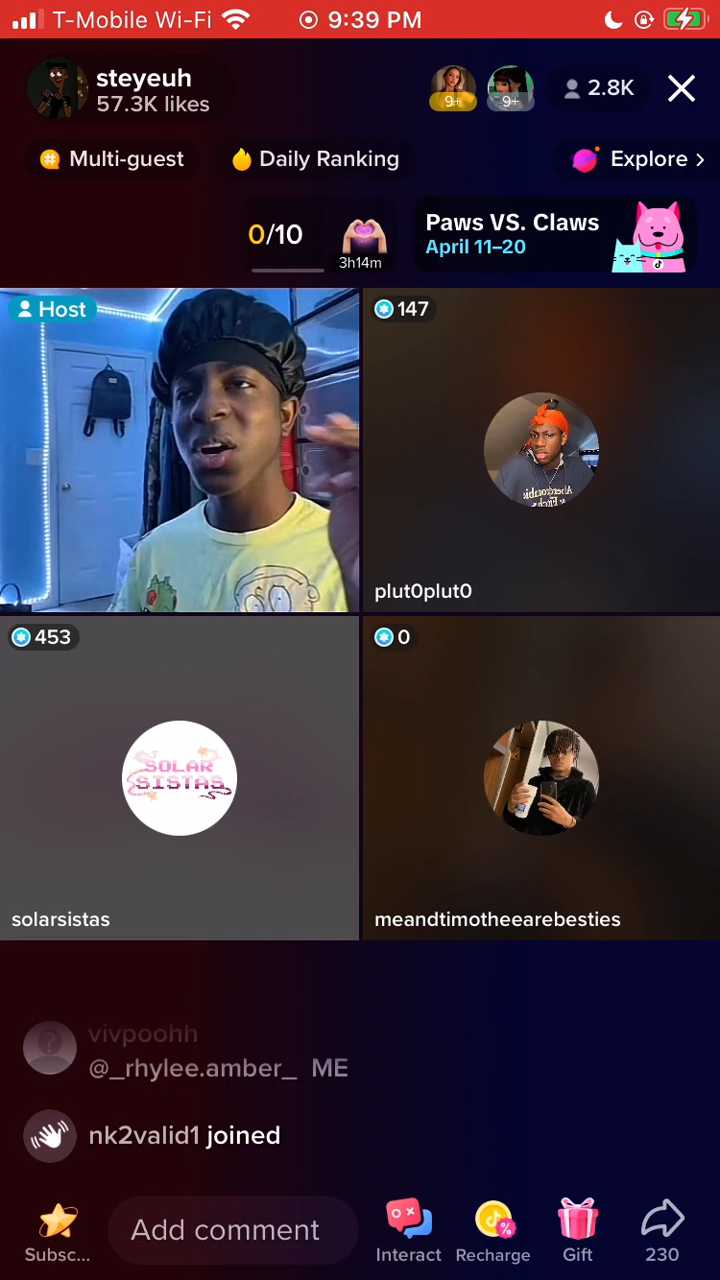 T-Mobile Wi-Fi 9:39 PM
steyeuh
57.3K likes
9+ 9+ 2.8K
Multi-guest Daily Ranking Explore
0/10
3h14m
Paws VS. Claws
April 11–20
Host
147
plut0plut0
453
SOLAR
SISTAS
solarsistas
0
meandtimotheearebesties
vivpoohh
@_rhylee.amber_ ME
nk2valid1 joined
Add comment
Subsc... Interact Recharge Gift 230